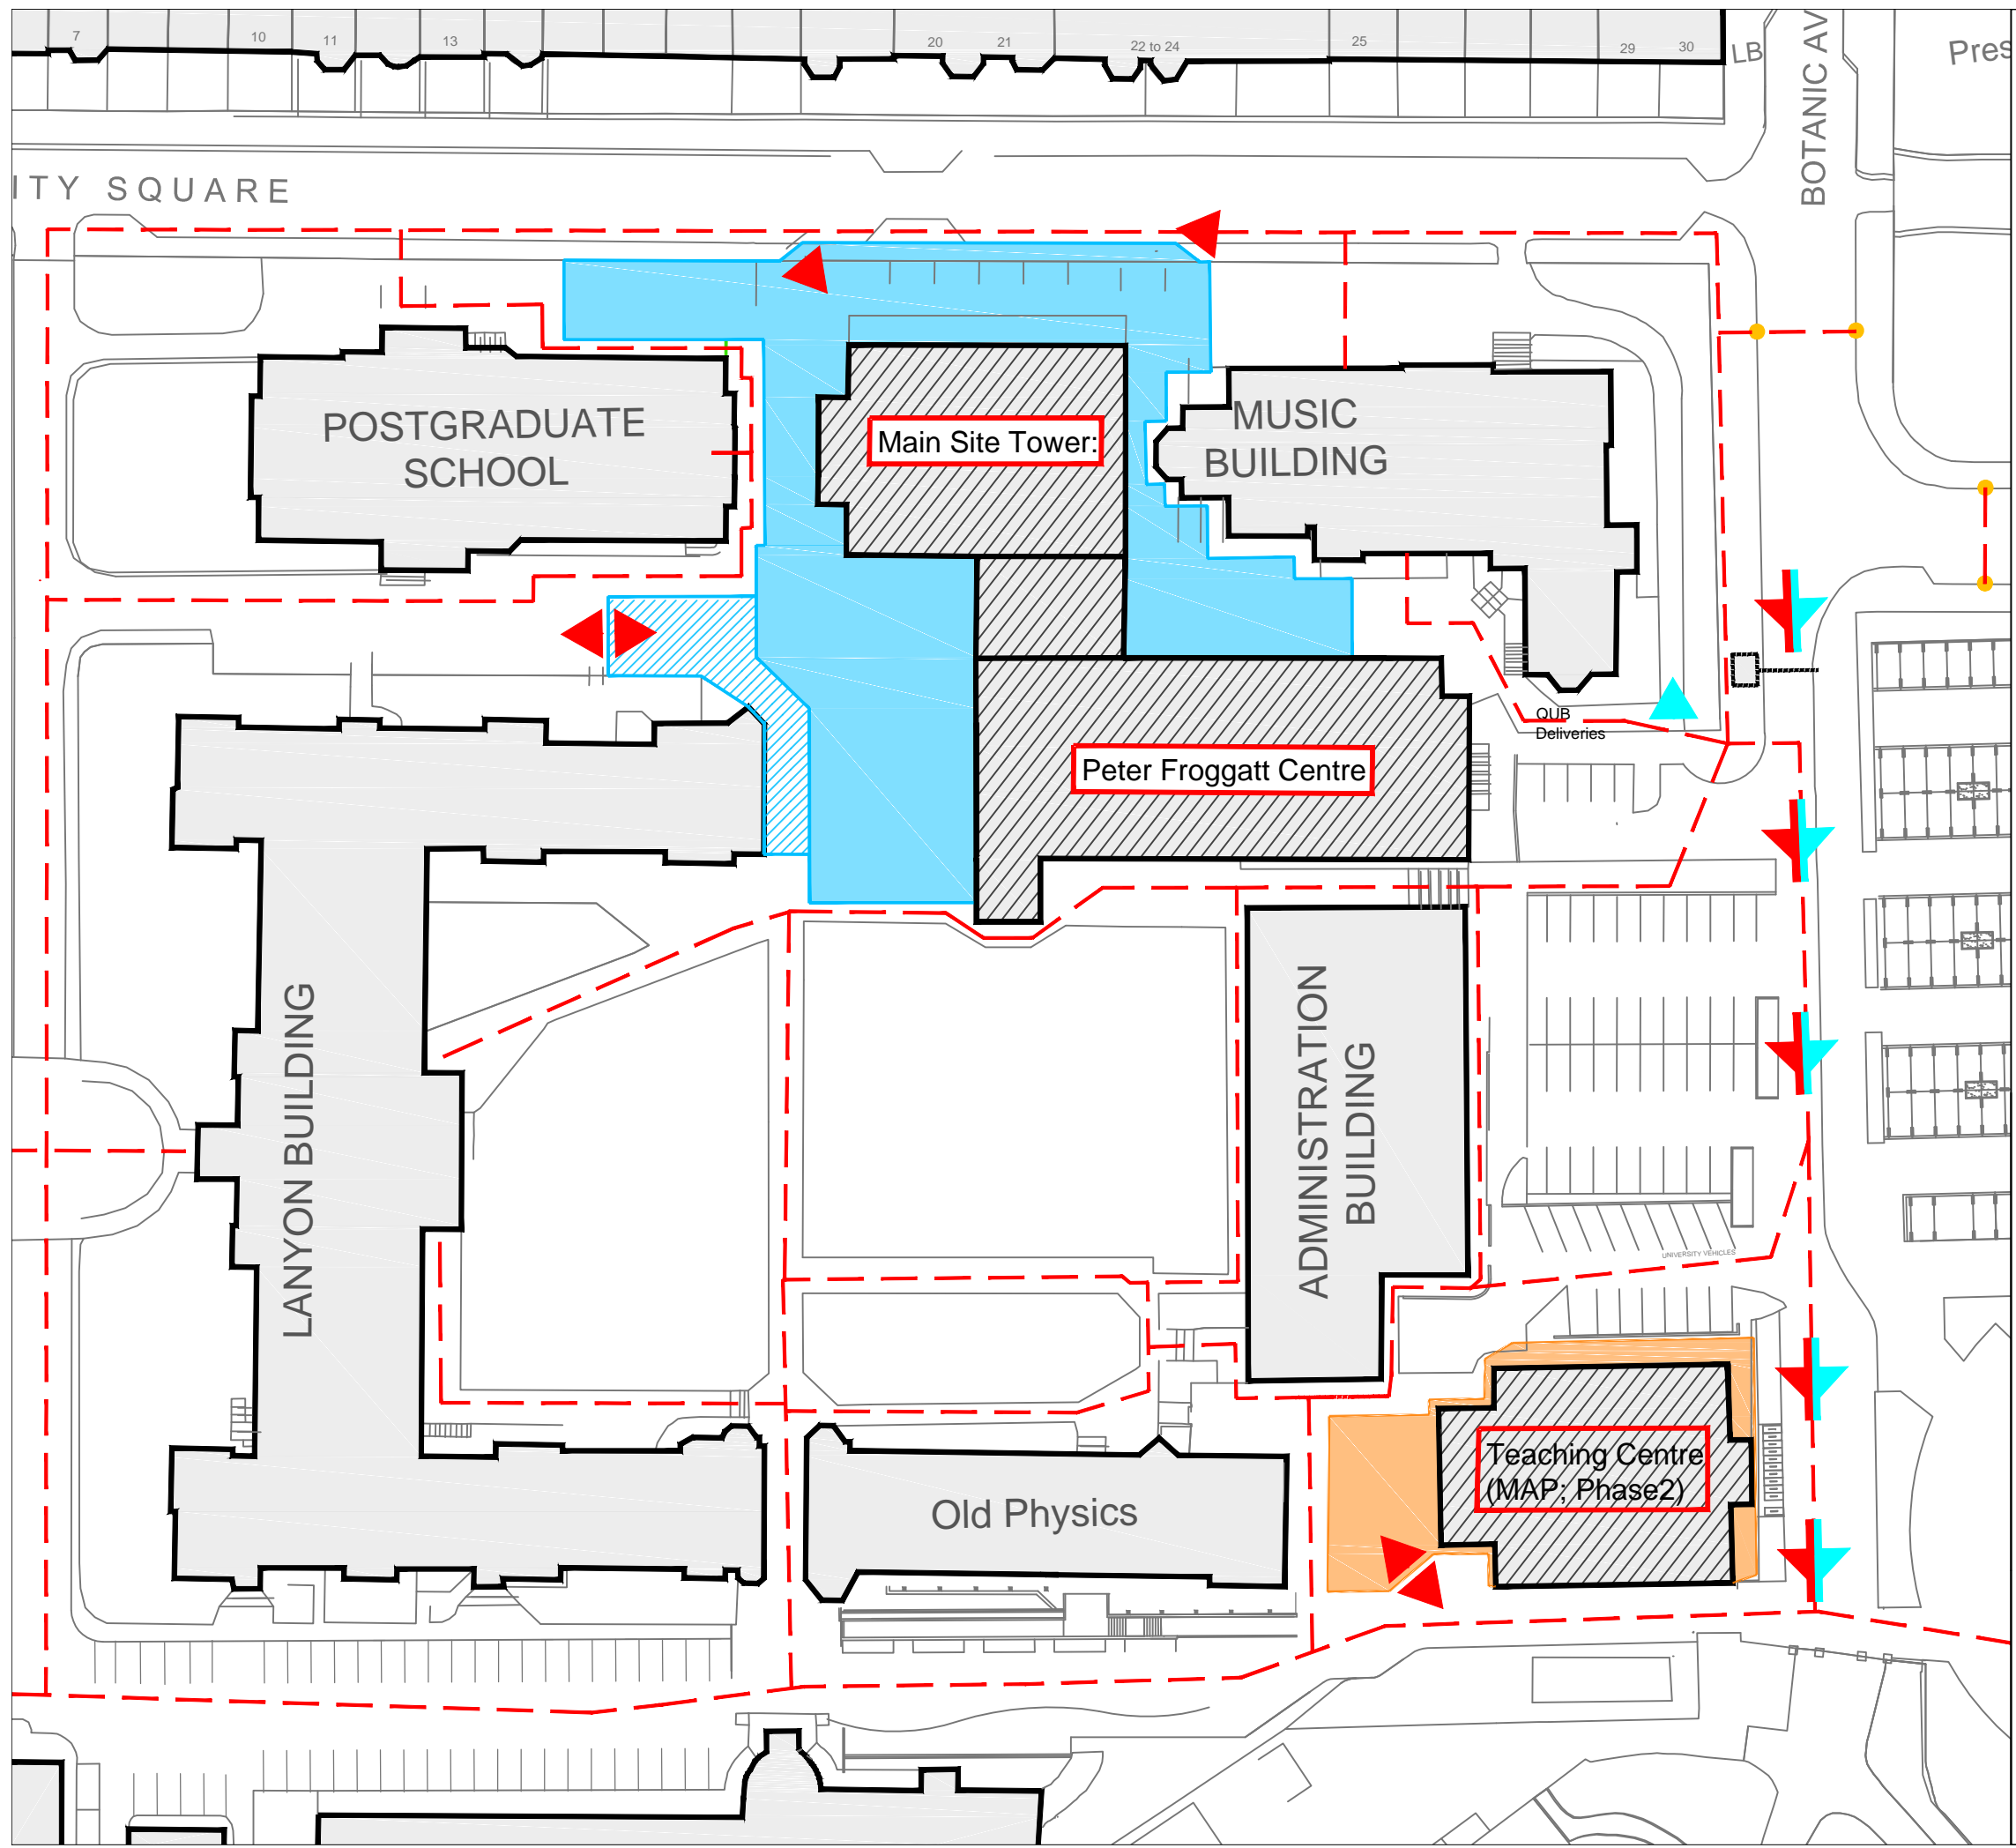 7
10
11
13
20
21
22 to 24
25
29
30
LB
BOTANIC AV
Pres
ITY SQUARE
POSTGRADUATE
SCHOOL
Main Site Tower:
MUSIC
BUILDING
QUB
Deliveries
Peter Froggatt Centre
LANYON BUILDING
ADMINISTRATION
BUILDING
UNIVERSITY VEHICLES
Teaching Centre
(MAP; Phase2)
Old Physics